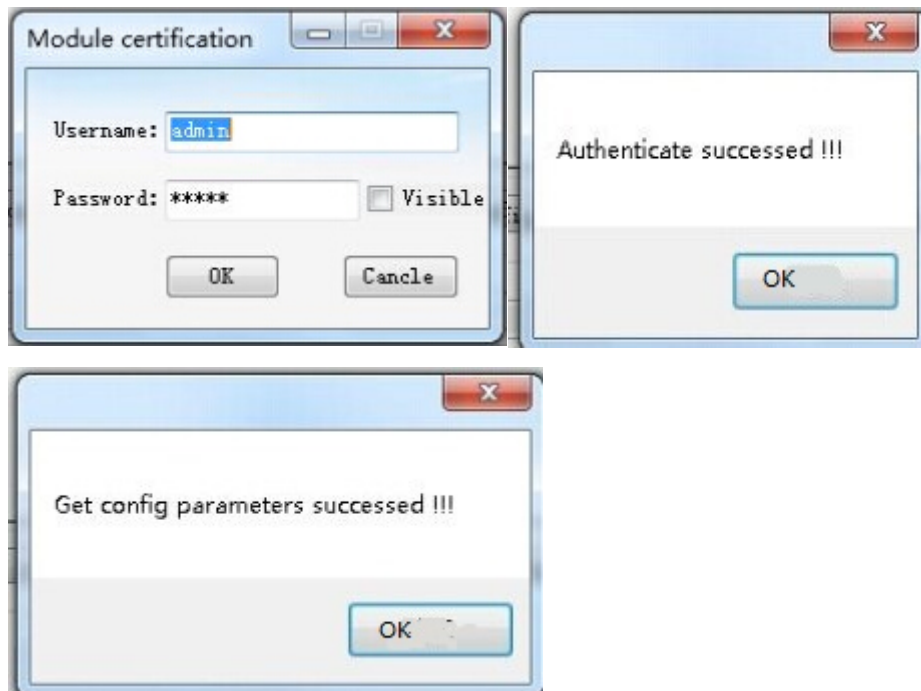 Module certification
Username: admin
Password: *****
Visible
OK
Cancle
Authenticate successed !!!
OK
Get config parameters successed !!!
OK